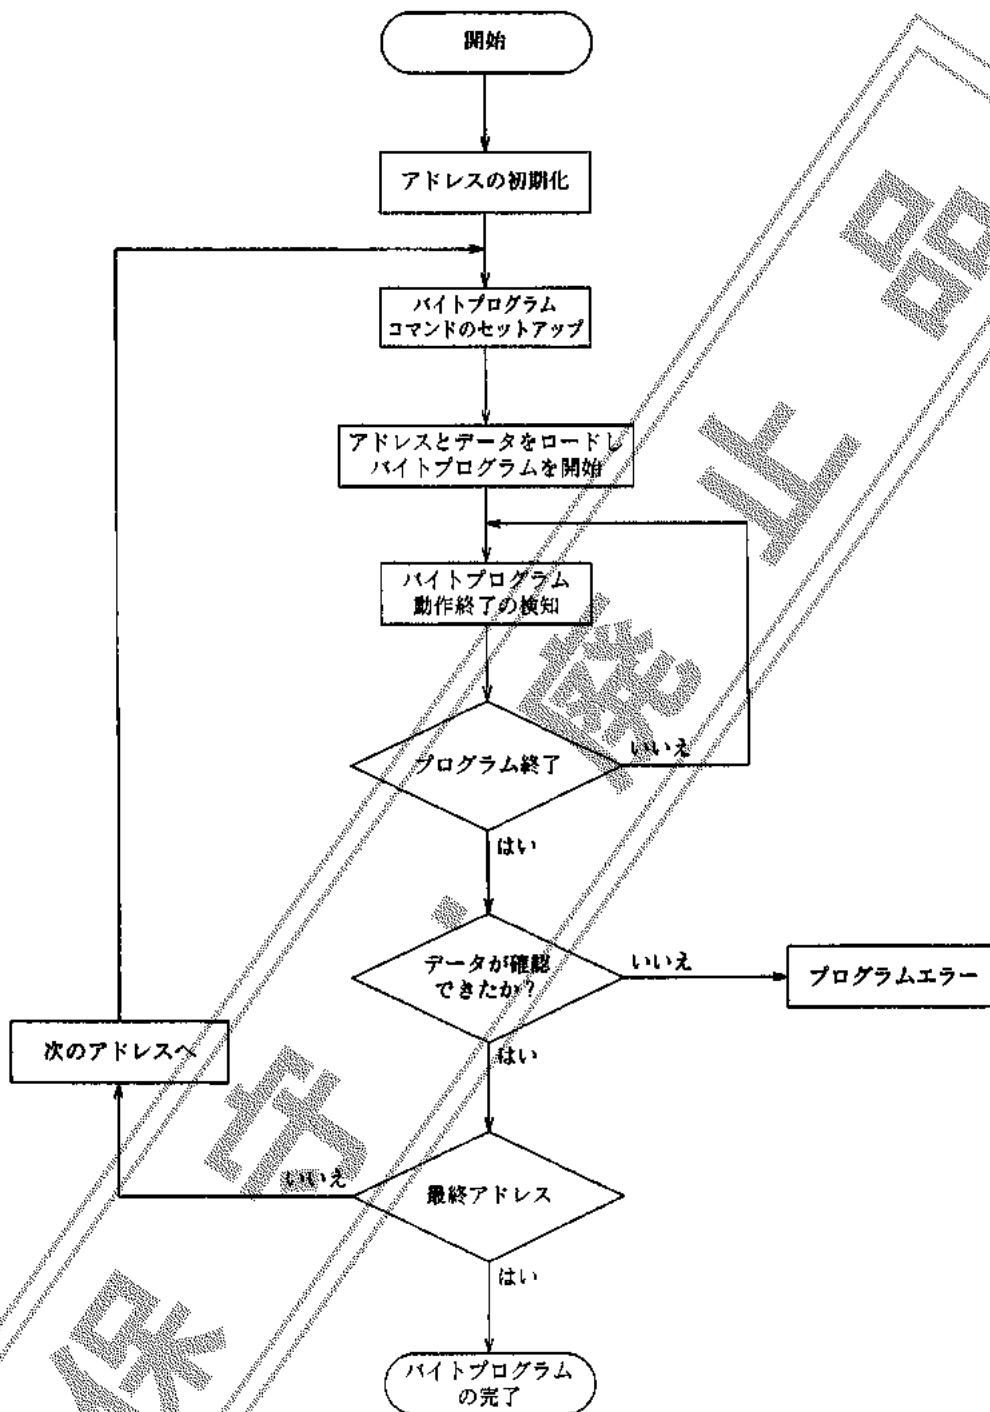 開始
アドレスの初期化
バイトプログラム
コマンドのセットアップ
アドレスとデータをロードし
バイトプログラムを開始
バイトプログラム
動作終了の検知
プログラム終了
いいえ
はい
データが確認
できたか?
いいえ
プログラムエラー
はい
次のアドレスへ
最終アドレス
いいえ
はい
バイトプログラム
の完了
保守・廃止品